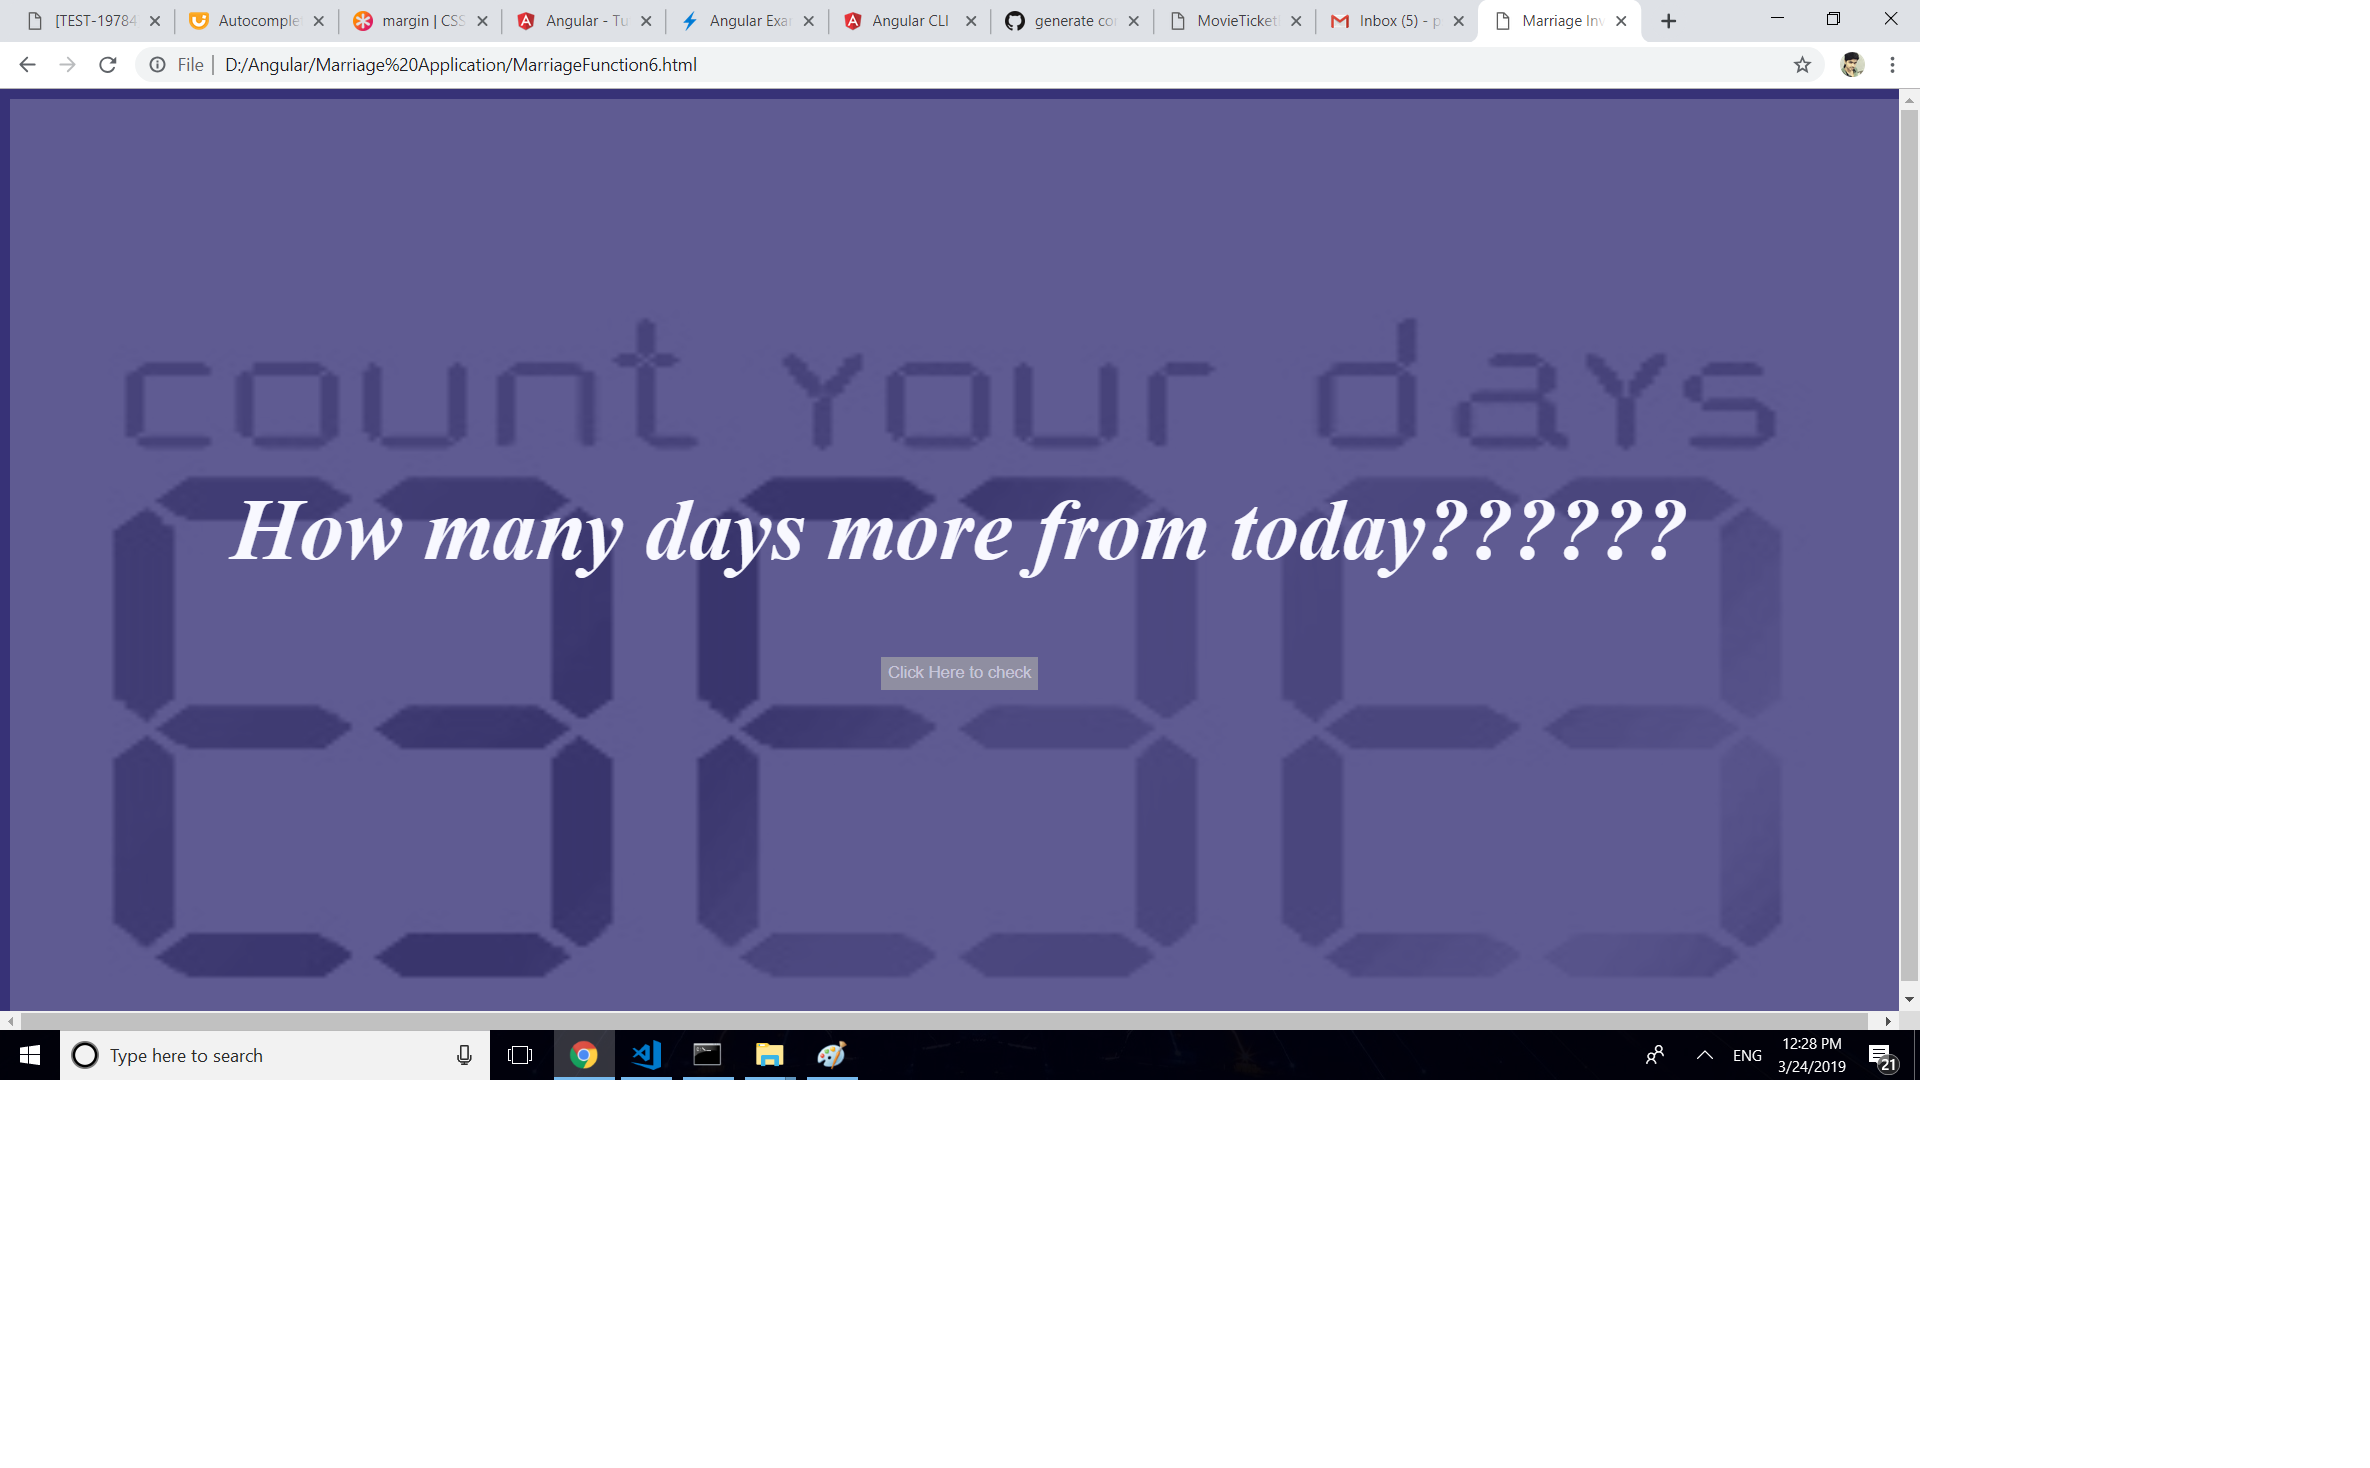 [TEST-19784
Autocomplet
margin | CSS
Angular - Tu
Angular Exa
Angular CLI
generate co
MovieTicket
Inbox (5) - p
Marriage Inv
File | D:/Angular/Marriage%20Application/MarriageFunction6.html
count your days
How many days more from today??????
Click Here to check
Type here to search
ENG
12:28 PM
3/24/2019
21